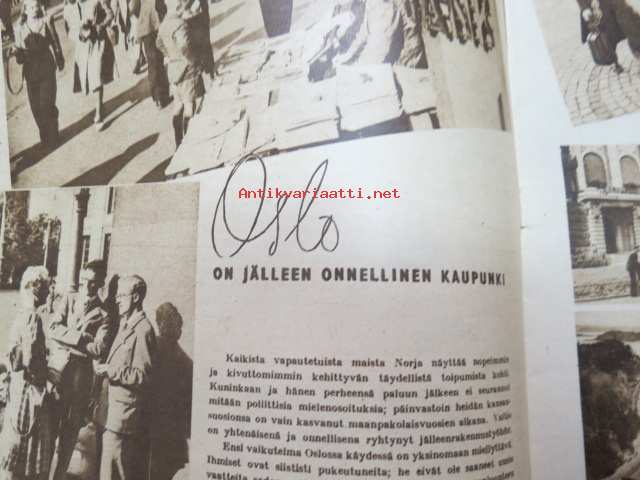 Antikvariaatti.net
Oslo
ON JÄLLEEN ONNELLINEN KAUPUNKI
Kaikista vapautetuista maista Norja näyttää nopeimmin
ja kivuttomimmin kehittyvän täydellistä toipumista kohti.
Kuninkaan ja hänen perheensä paluun jälkeen ei seurannut
mitään poliittisia mielenosoituksia; päinvastoin heidän kansan-
suosionsa on vain kasvanut maanpakolaisvuosien aikana.
on yhtenäisenä ja onnellisena ryhtynyt jälleenrakennustyöhön.
Ensi vaikutelma Oslossa käydessä on yksinomaan miellyttävä.
Ihmiset ovat siististi pukeutuneita; he eivät ole saaneet uusia
vaatteita